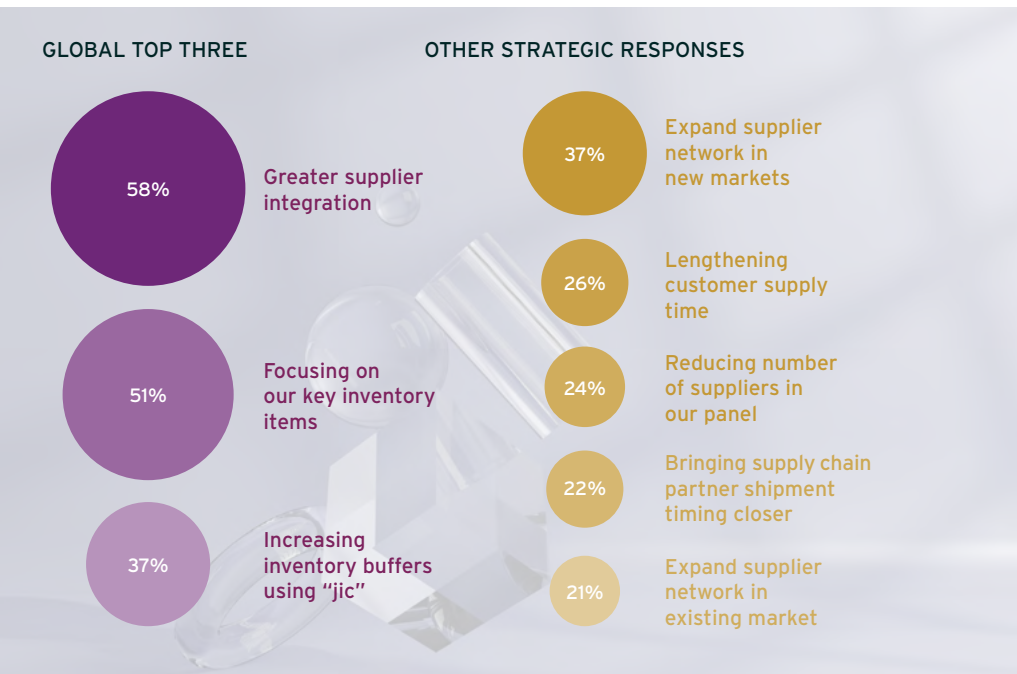 GLOBAL TOP THREE
58%
Greater supplier
integration
51%
Focusing on
our key inventory
items
37%
Increasing
inventory buffers
using “jic”
OTHER STRATEGIC RESPONSES
37%
Expand supplier
network in
new markets
26%
Lengthening
customer supply
time
24%
Reducing number
of suppliers in
our panel
22%
Bringing supply chain
partner shipment
timing closer
21%
Expand supplier
network in
existing market